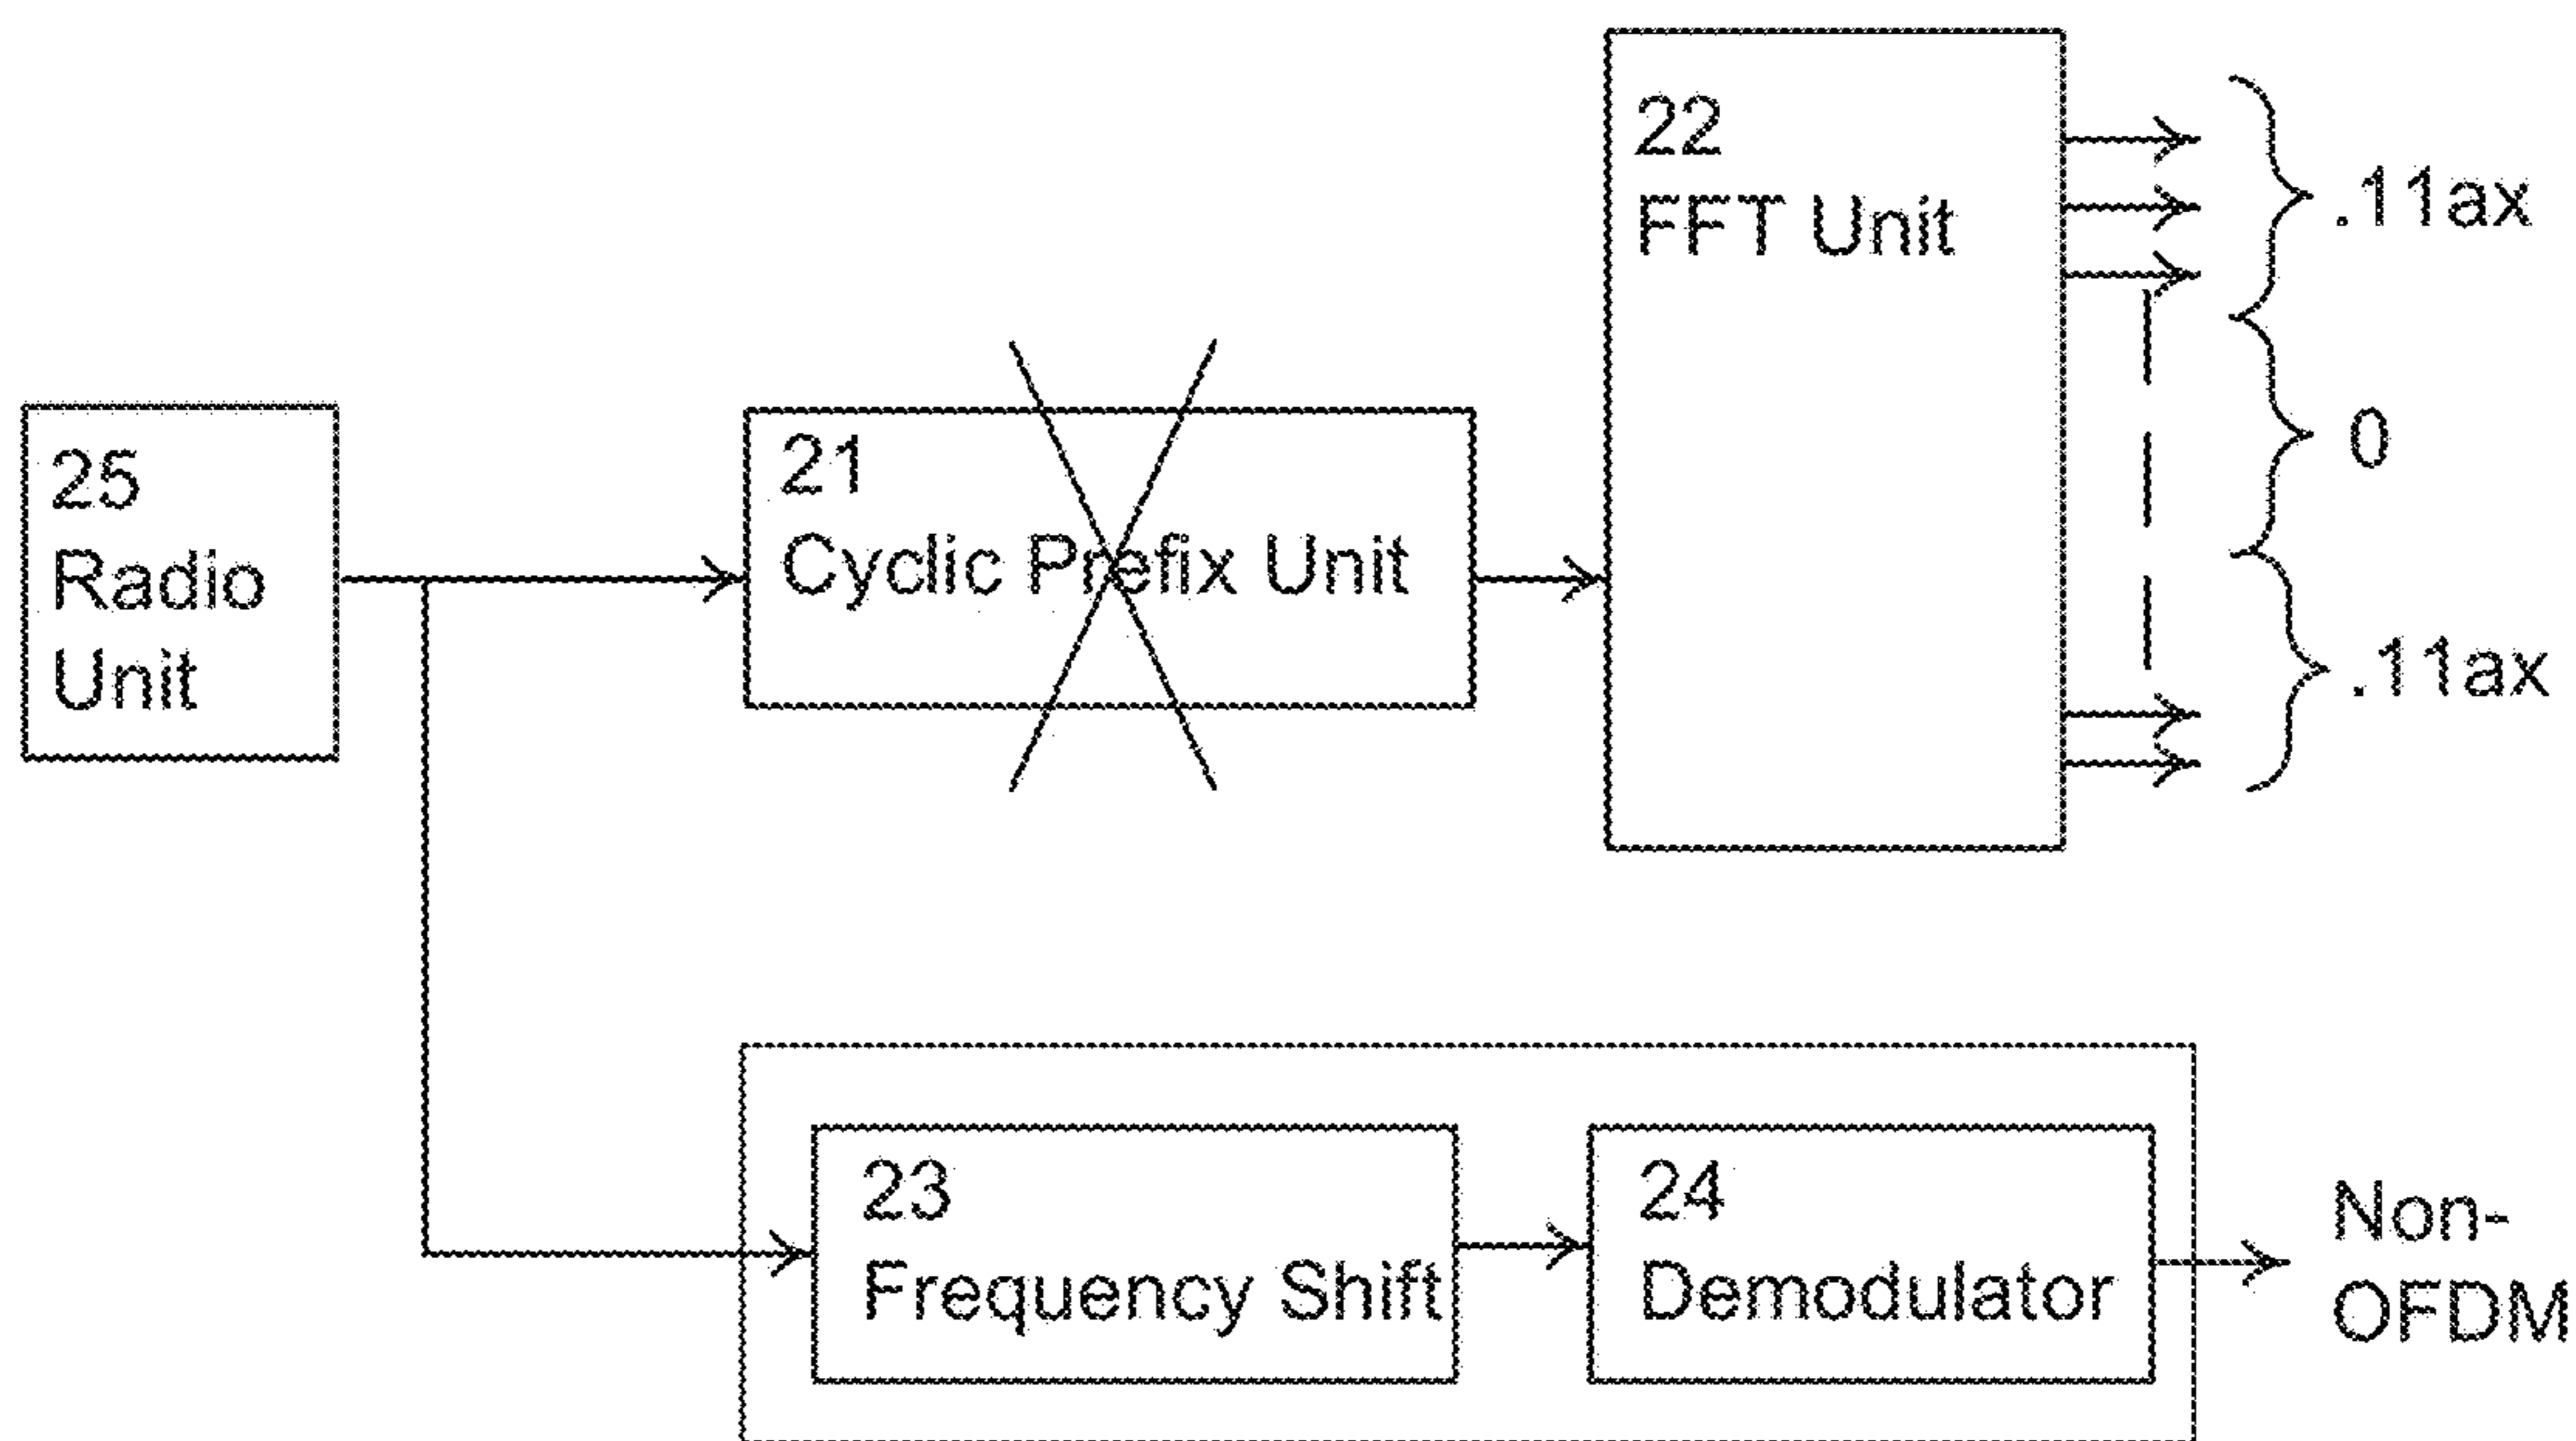 25
Radio
Unit
21
Cyclic Prefix Unit
22
FFT Unit
.11ax
0
.11ax
23
Frequency Shift
24
Demodulator
Non-
OFDM